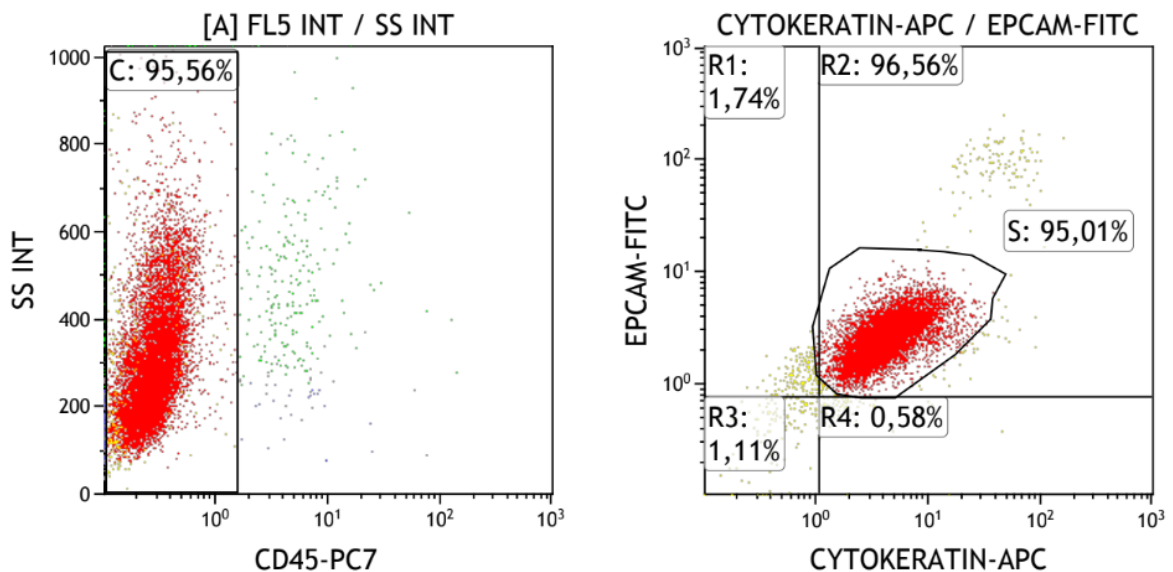 [A] FL5 INT / SS INT
C: 95,56%
1000
800
600
400
200
0
SS INT
10⁰
10¹
10²
10³
CD45-PC7
CYTOKERATIN-APC / EPCAM-FITC
R1:
1,74%
R2: 96,56%
S: 95,01%
R3:
1,11%
R4: 0,58%
10³
10²
10¹
10⁰
EPCAM-FITC
10⁰
10¹
10²
10³
CYTOKERATIN-APC